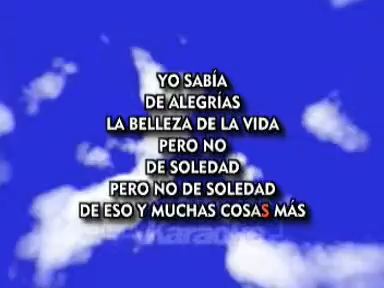 YO SABÍA
DE ALEGRÍAS
LA BELLEZA DE LA VIDA
PERO NO
DE SOLEDAD
PERO NO DE SOLEDAD
DE ESO Y MUCHAS COSAS MÁS
Karaoke